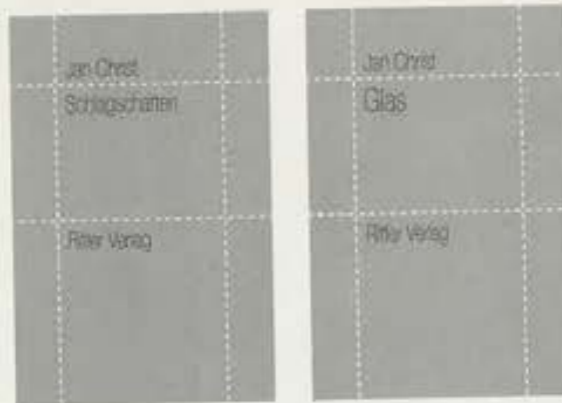 Jan Christ
Schlagschatten
Ritter Verlag
Jan Christ
Glas
Ritter Verlag